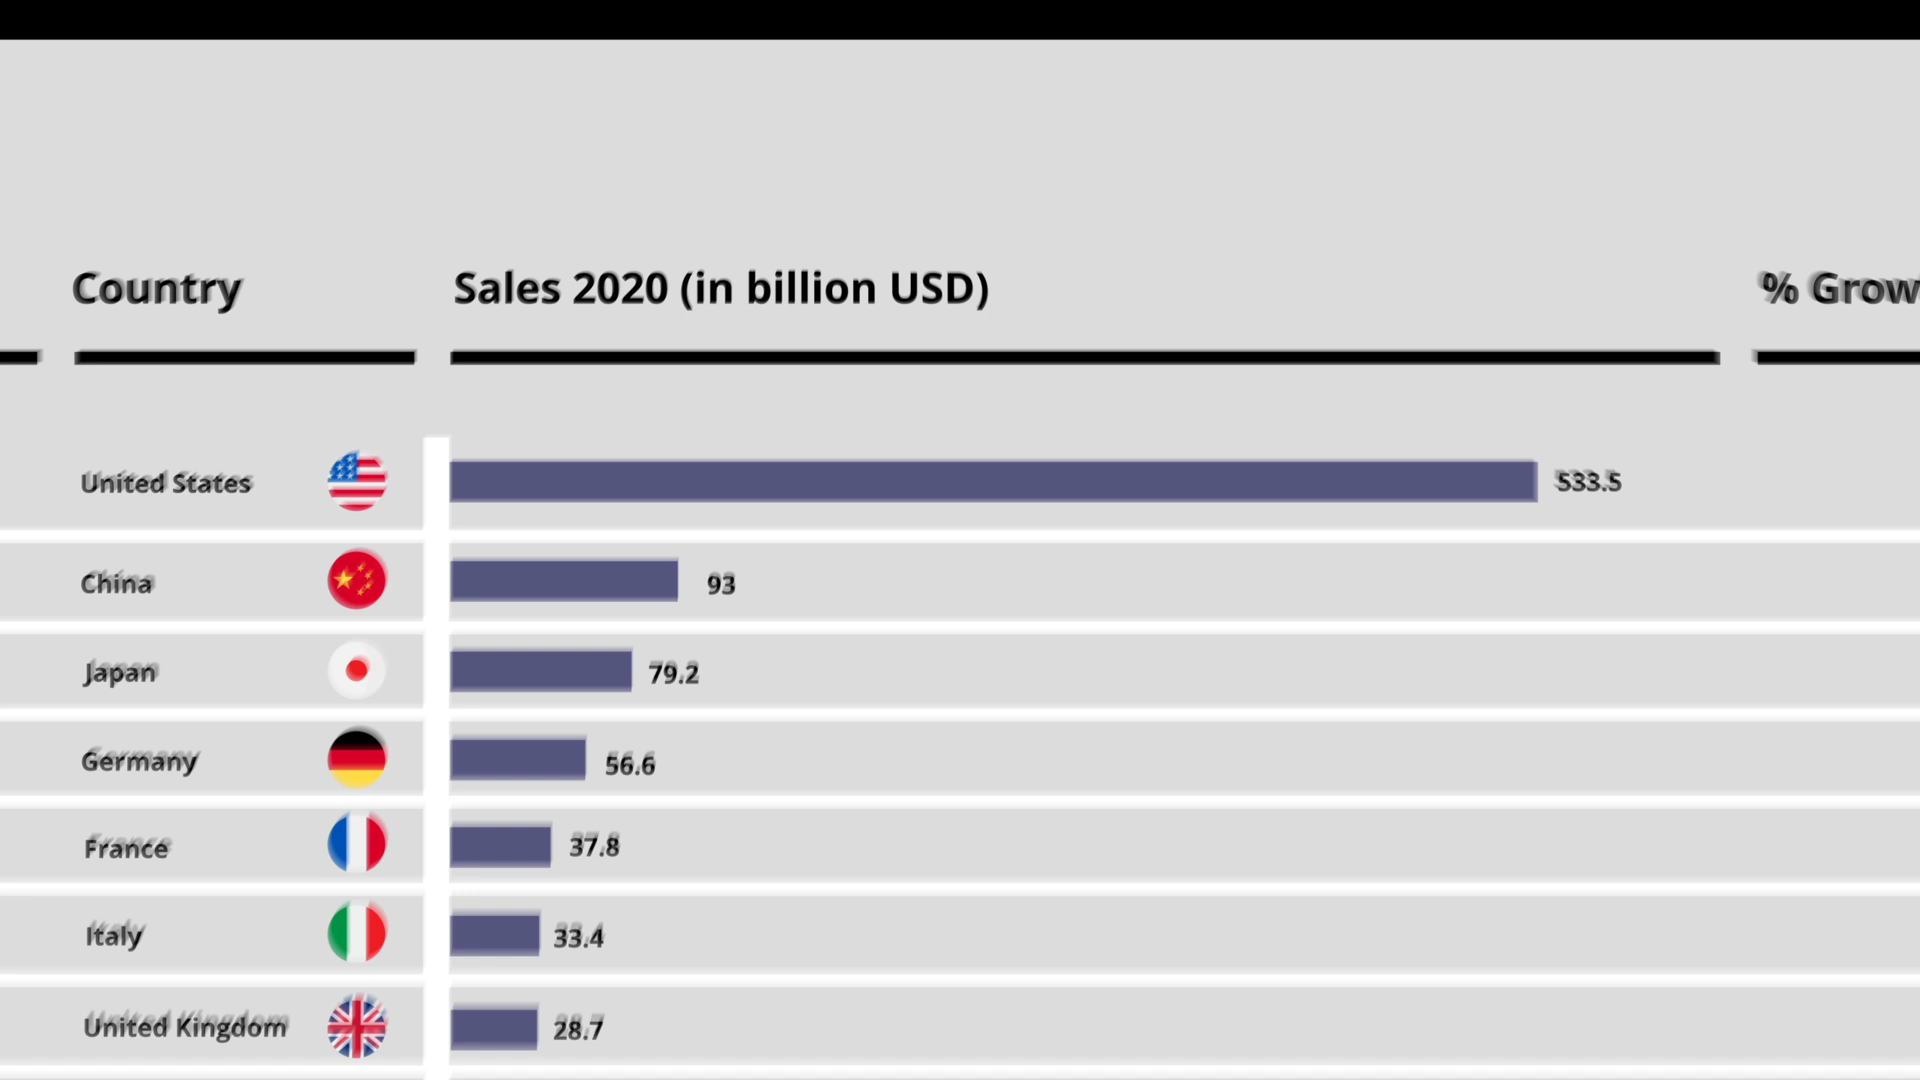 Country Sales 2020 (in billion USD) % Grow
United States 533.5
China 93
Japan 79.2
Germany 56.6
France 37.8
Italy 33.4
United Kingdom 28.7